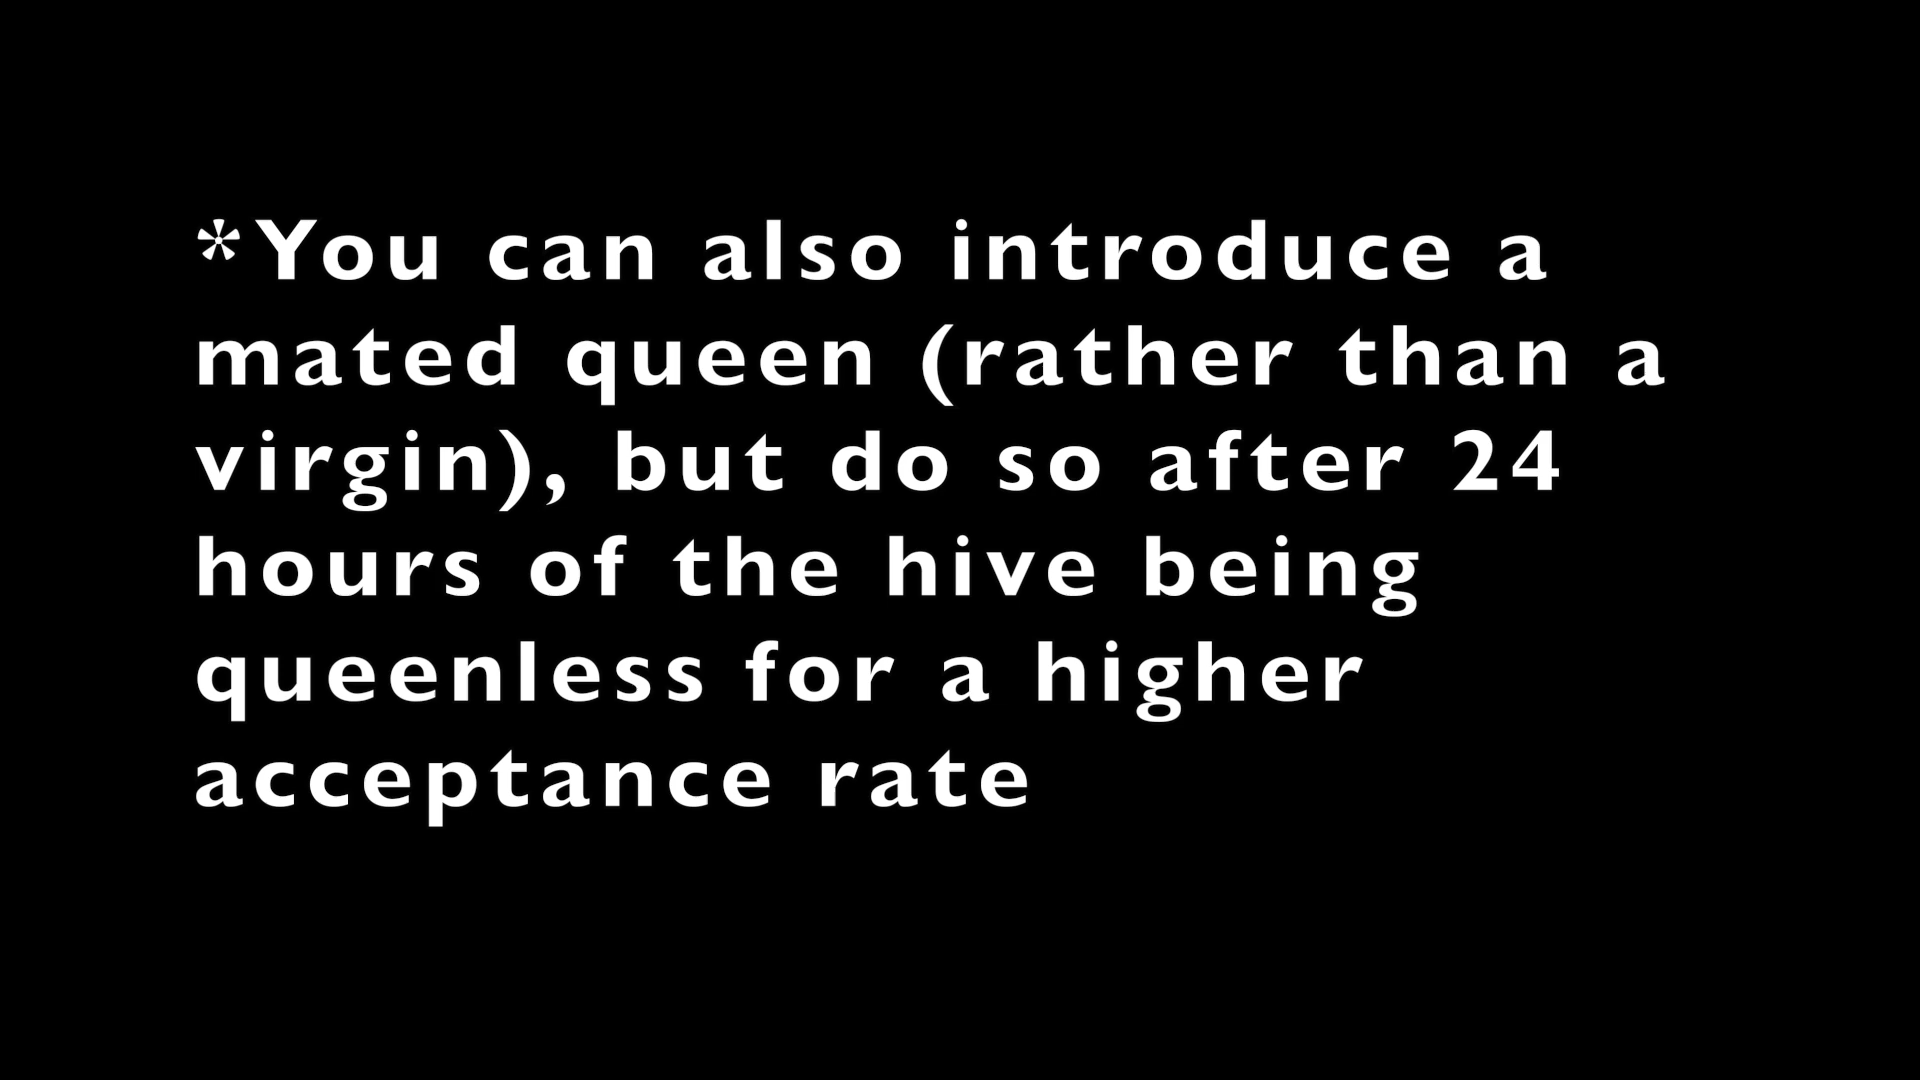 *You can also introduce a
mated queen (rather than a
virgin), but do so after 24
hours of the hive being
queenless for a higher
acceptance rate